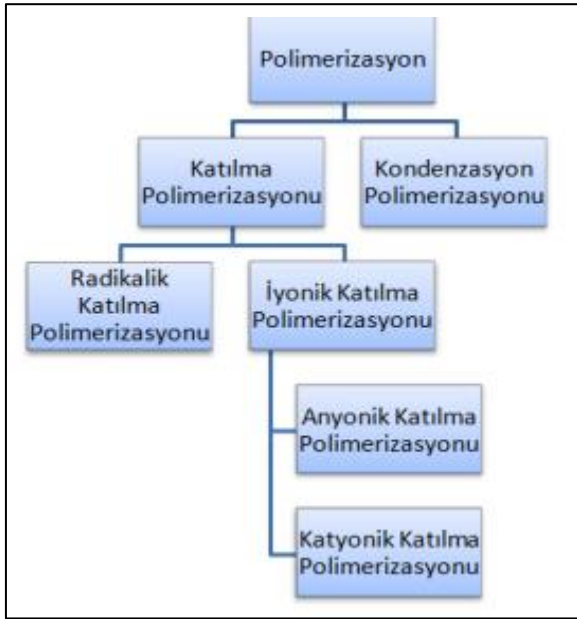 Polimerizasyon
Katılma
Polimerizasyonu
Kondenzasyon
Polimerizasyonu
Radikalik
Katılma
Polimerizasyonu
İyonik Katılma
Polimerizasyonu
Anyonik Katılma
Polimerizasyonu
Katyonik Katılma
Polimerizasyonu